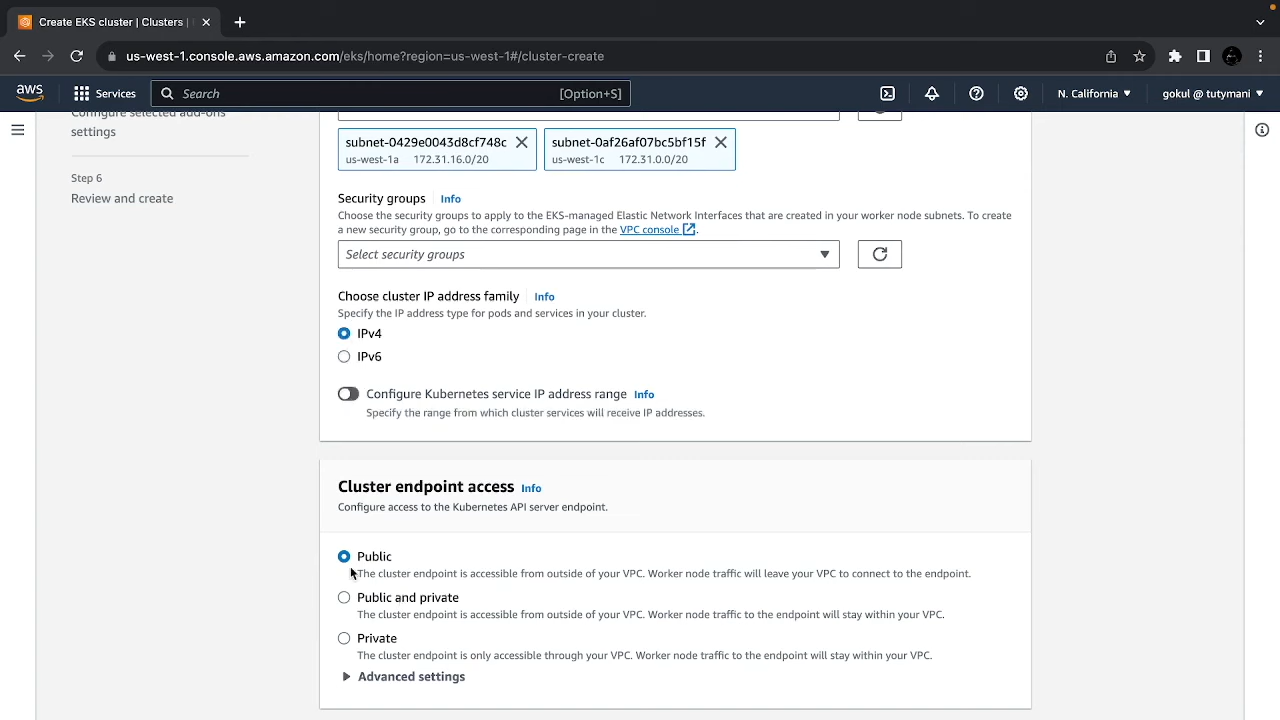 Create EKS cluster | Clusters |
us-west-1.console.aws.amazon.com/eks/home?region=us-west-1#/cluster-create
aws
Services
Search
[Option+S]
N. California
gokul @ tutymani
Configure selected add-ons
settings
Step 6
Review and create
subnet-0429e0043d8cf748c
us-west-1a 172.31.16.0/20
subnet-0af26af07bc5bf15f
us-west-1c 172.31.0.0/20
Security groups Info
Choose the security groups to apply to the EKS-managed Elastic Network Interfaces that are created in your worker node subnets. To create
a new security group, go to the corresponding page in the VPC console.
Select security groups
Choose cluster IP address family Info
Specify the IP address type for pods and services in your cluster.
IPv4
IPv6
Configure Kubernetes service IP address range Info
Specify the range from which cluster services will receive IP addresses.
Cluster endpoint access Info
Configure access to the Kubernetes API server endpoint.
Public
The cluster endpoint is accessible from outside of your VPC. Worker node traffic will leave your VPC to connect to the endpoint.
Public and private
The cluster endpoint is accessible from outside of your VPC. Worker node traffic to the endpoint will stay within your VPC.
Private
The cluster endpoint is only accessible through your VPC. Worker node traffic to the endpoint will stay within your VPC.
Advanced settings